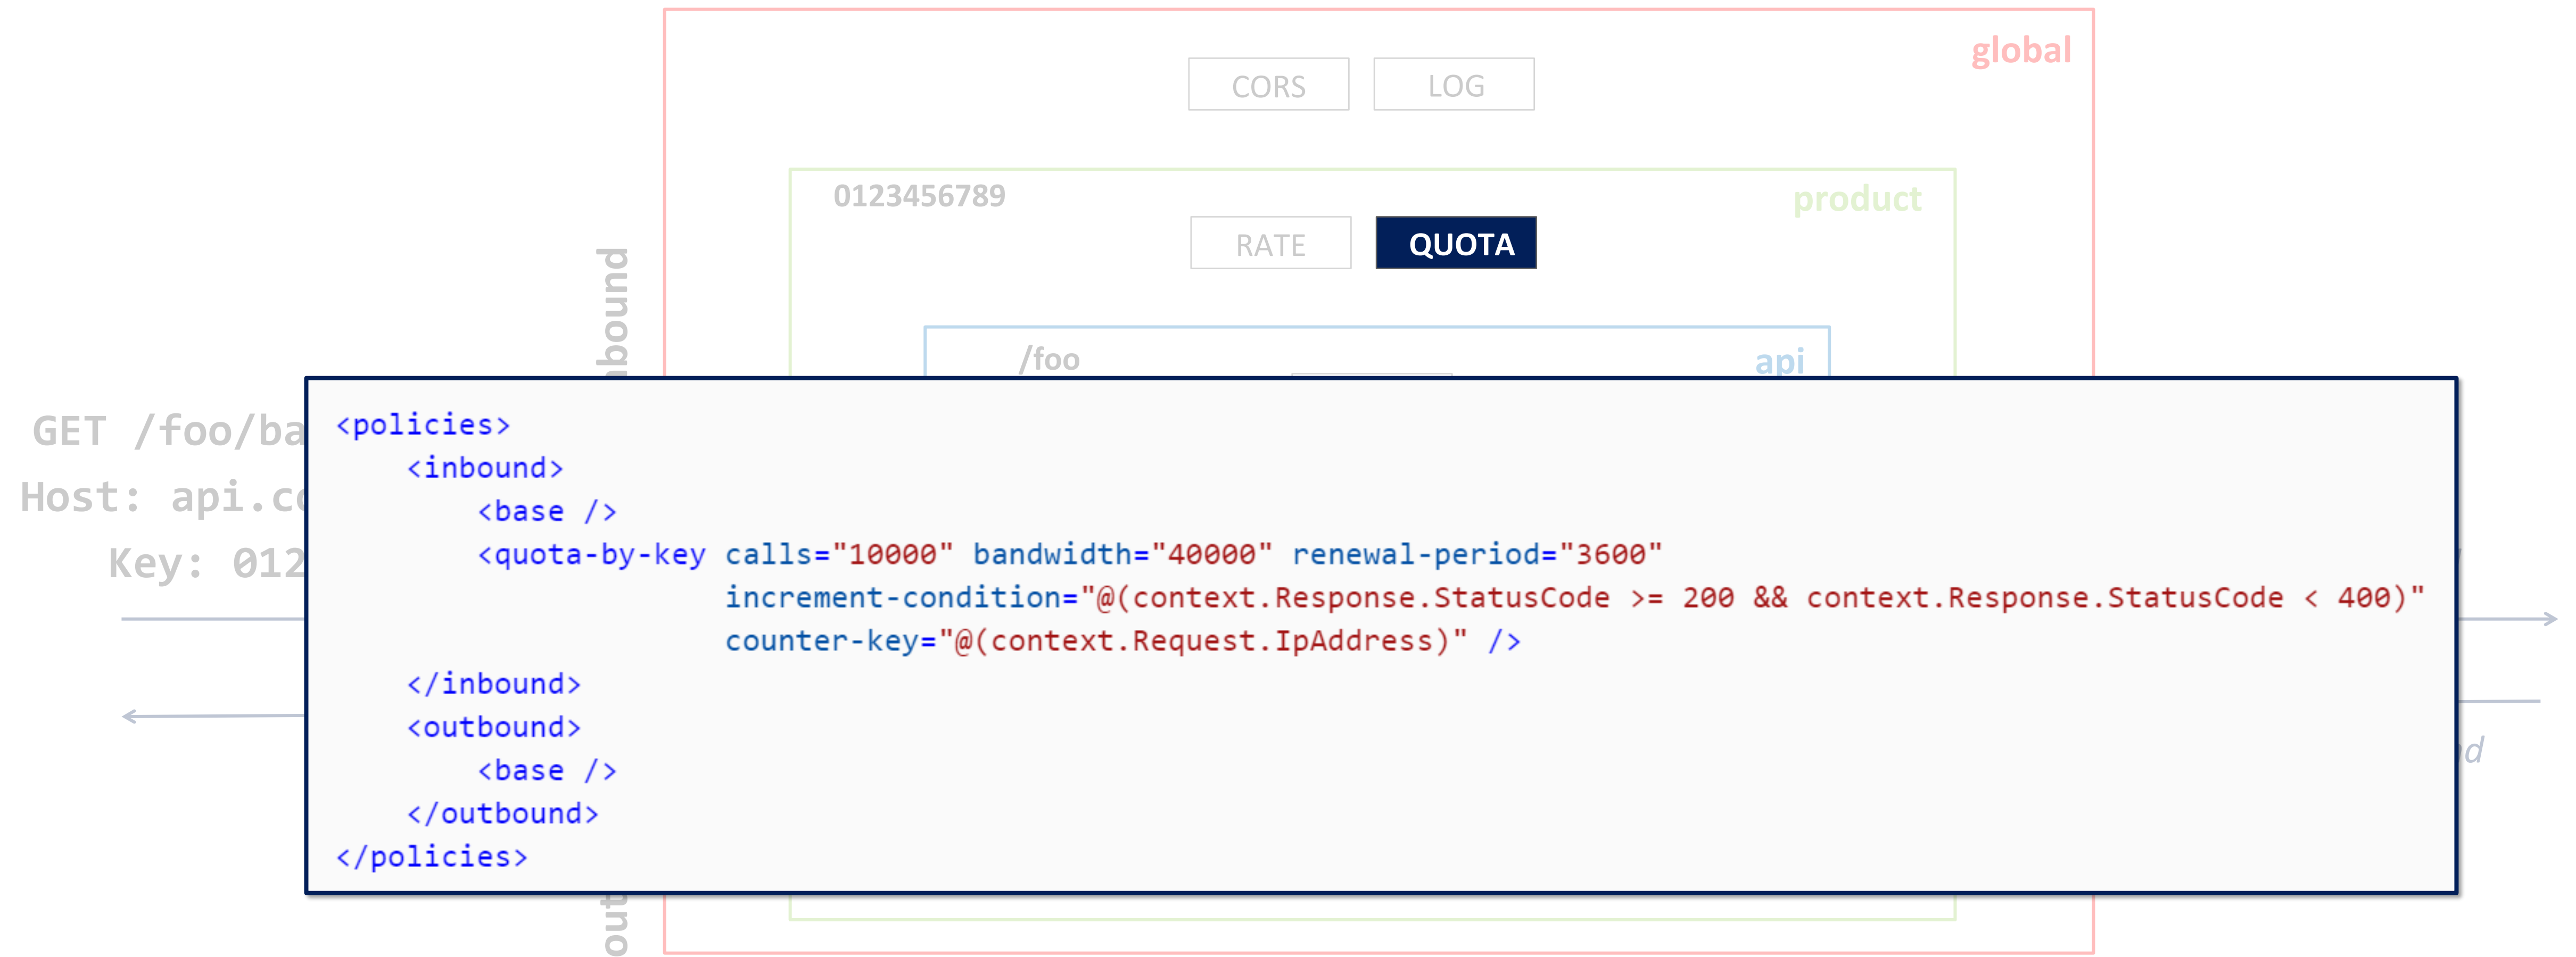 global
CORS
LOG
0123456789
product
RATE
QUOTA
/foo
api
GET /foo/ba
Host: api.co
Key: 012
<policies>
<inbound>
<base />
<quota-by-key calls="10000" bandwidth="40000" renewal-period="3600"
increment-condition="@(context.Response.StatusCode >= 200 && context.Response.StatusCode < 400)"
counter-key="@(context.Request.IpAddress)" />
</inbound>
<outbound>
<base />
</outbound>
</policies>